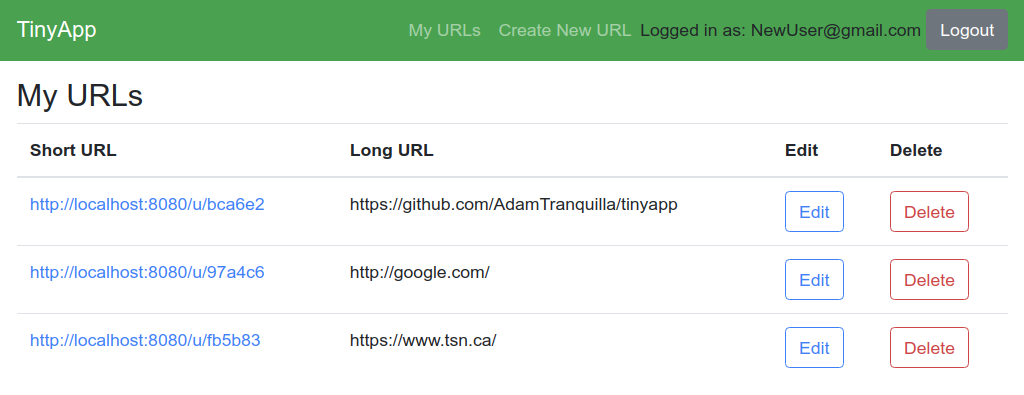 TinyApp My URLs Create New URL Logged in as: NewUser@gmail.com Logout
My URLs
Short URL Long URL Edit Delete
http://localhost:8080/u/bca6e2 https://github.com/AdamTranquilla/tinyapp Edit Delete
http://localhost:8080/u/97a4c6 http://google.com/ Edit Delete
http://localhost:8080/u/fb5b83 https://www.tsn.ca/ Edit Delete